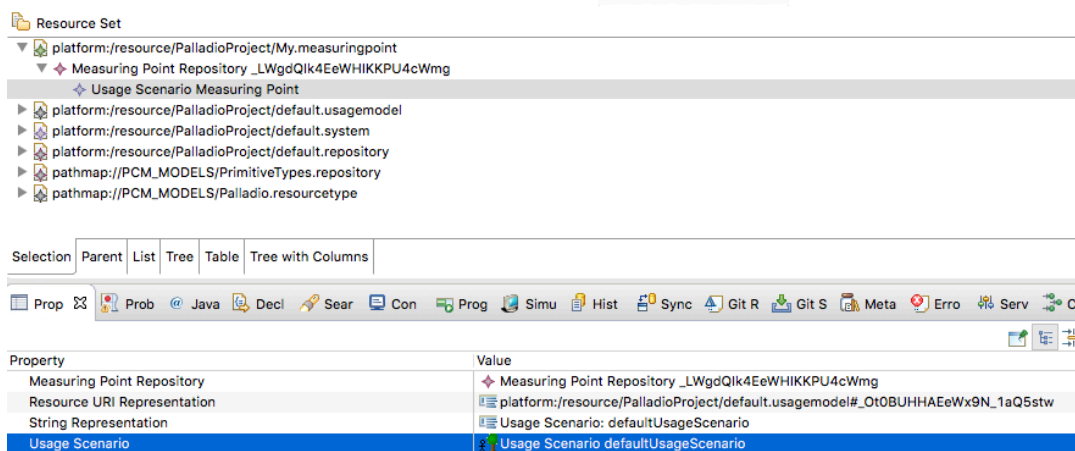 Resource Set
platform:/resource/PalladioProject/My.measuringpoint
Measuring Point Repository _LWgdQIk4EeWHIKKPU4cWmg
Usage Scenario Measuring Point
platform:/resource/PalladioProject/default.usagemodel
platform:/resource/PalladioProject/default.system
platform:/resource/PalladioProject/default.repository
pathmap://PCM_MODELS/PrimitiveTypes.repository
pathmap://PCM_MODELS/Palladio.resourcetype
Selection Parent List Tree Table Tree with Columns
Prop Prob @ Java Decl Sear Con Prog Simu Hist Sync Git R Git S Meta Erro Serv C
Property Value
Measuring Point Repository Measuring Point Repository _LWgdQIk4EeWHIKKPU4cWmg
Resource URI Representation platform:/resource/PalladioProject/default.usagemodel#_Ot0BUHHAEeWx9N_1aQ5stw
String Representation Usage Scenario: defaultUsageScenario
Usage Scenario Usage Scenario defaultUsageScenario